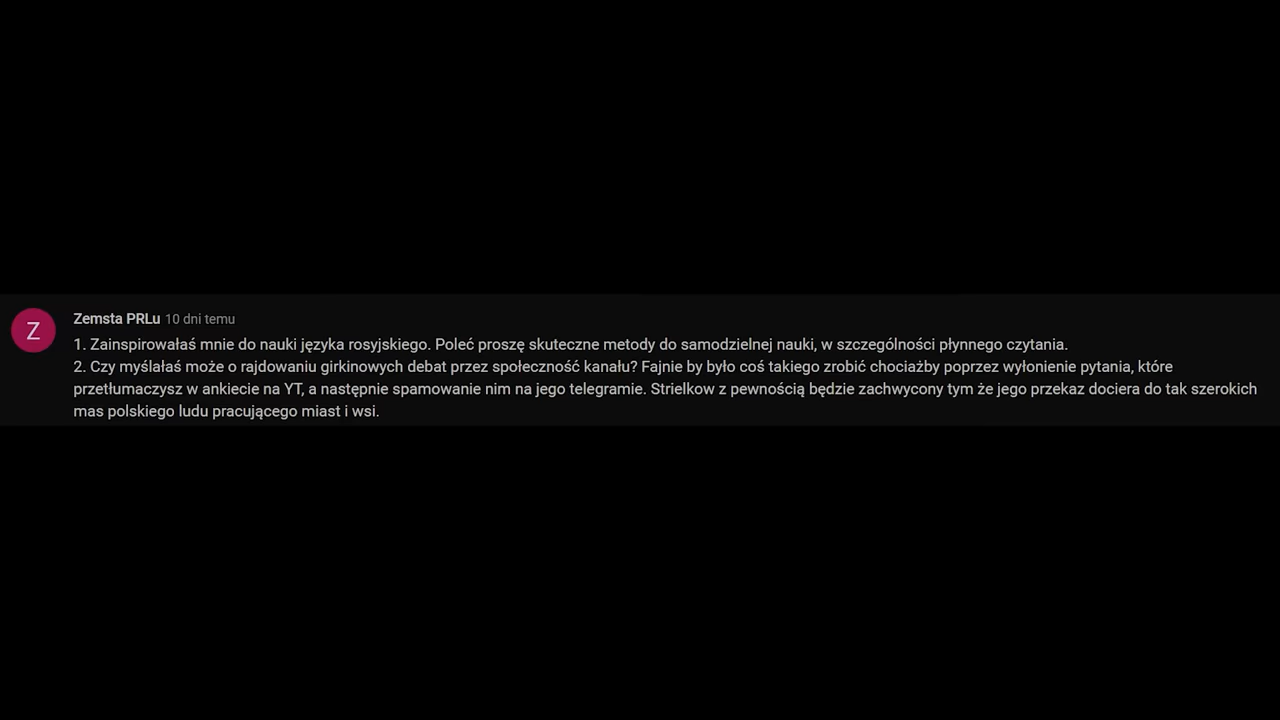 Z
Zemsta PRLu 10 dni temu
1. Zainspirowałaś mnie do nauki języka rosyjskiego. Poleć proszę skuteczne metody do samodzielnej nauki, w szczególności płynnego czytania.
2. Czy myślałaś może o rajdowaniu girkinowych debat przez społeczność kanału? Fajnie by było coś takiego zrobić chociażby poprzez wyłonienie pytania, które
przetłumaczysz w ankiecie na YT, a następnie spamowanie nim na jego telegramie. Strielkow z pewnością będzie zachwycony tym że jego przekaz dociera do tak szerokich
mas polskiego ludu pracującego miast i wsi.